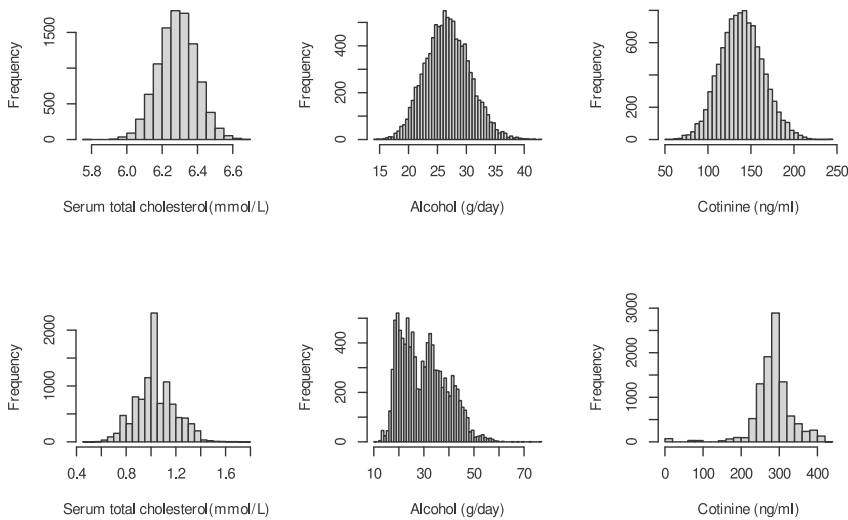 Frequency
0
500
1500
5.8 6.0 6.2 6.4 6.6
Serum total cholesterol(mmol/L)
Frequency
0
200
400
15 20 25 30 35 40
Alcohol (g/day)
Frequency
0
400
800
50 100 150 200 250
Cotinine (ng/ml)
Frequency
0
1000
2000
0.4 0.8 1.2 1.6
Serum total cholesterol(mmol/L)
Frequency
0
200
400
10 30 50 70
Alcohol (g/day)
Frequency
0
1000
2000
3000
0 100 200 300 400
Cotinine (ng/ml)